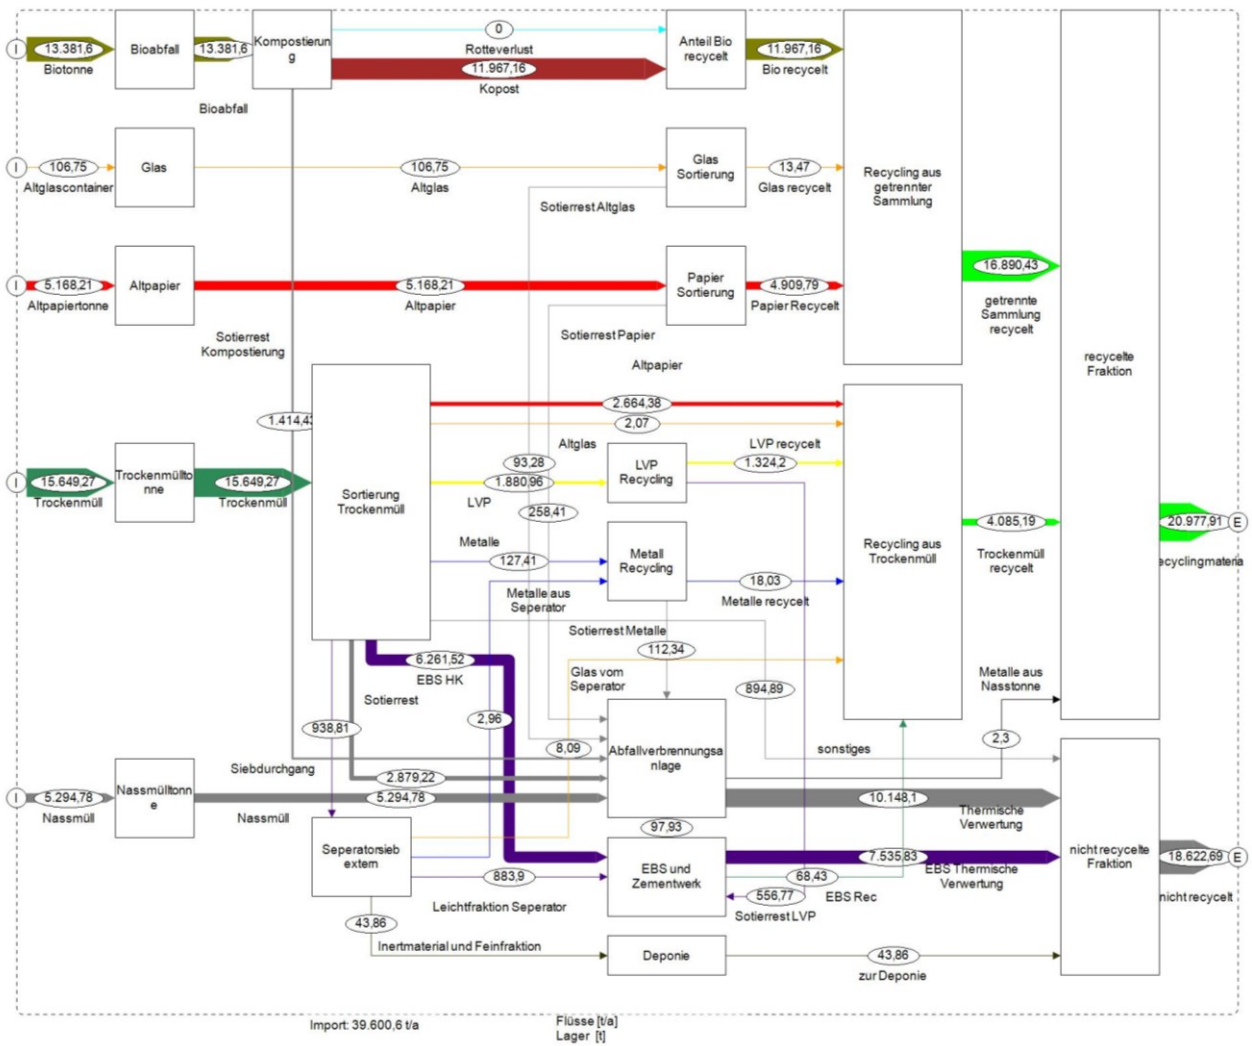 I
13.381,6
Biotonne
Bioabfall
13.381,6
Bioabfall
Kompostierun
g
0
Rotteverlust
11.967,16
Kopost
Anteil Bio
recycelt
11.967,16
Bio recycelt
I
106,75
Altglascontainer
Glas
106,75
Altglas
Glas
Sortierung
13,47
Glas recycelt
Sotierrest Altglas
Recycling aus
getrennter
Sammlung
I
5.168,21
Altpapiertonne
Altpapier
5.168,21
Altpapier
Papier
Sortierung
4.909,79
Papier Recycelt
Sotierrest Papier
16.890,43
getrennte
Sammlung
recycelt
recycelte
Fraktion
Sotierrest
Kompostierung
1.414,43
Altpapier
2.664,38
2,07
Altglas
I
15.649,27
Trockenmüll
Trockenmüllto
nne
15.649,27
Trockenmüll
Sortierung
Trockenmüll
93,28
1.880,96
LVP
258,41
LVP
Recycling
LVP recycelt
1.324,2
Metalle
127,41
Metalle aus
Seperator
Metall
Recycling
18,03
Metalle recycelt
Recycling aus
Trockenmüll
4.085,19
Trockenmüll
recycelt
20.977,91
E
ecyclingmateria
Sotierrest Metalle
112,34
6.261,52
EBS HK
Glas vom
Seperator
894,89
Metalle aus
Nasstonne
Sotierrest
938,81
2,96
8,09
Abfallverbrennungsa
nlage
sonstiges
2,3
Siebdurchgang
2.879,22
I
5.294,78
Nassmüll
Nassmülltonn
e
5.294,78
Nassmüll
10.148,1
Thermische
Verwertung
97,93
Seperatorsieb
extern
883,9
Leichtfraktion Seperator
EBS und
Zementwerk
7.535,83
EBS Thermische
Verwertung
68,43
EBS Rec
556,77
Sotierrest LVP
nicht recycelte
Fraktion
18.622,69
E
nicht recycelt
43,86
Inertmaterial und Feinfraktion
Deponie
43,86
zur Deponie
Import: 39.600,6 t/a
Flüsse [t/a]
Lager [t]